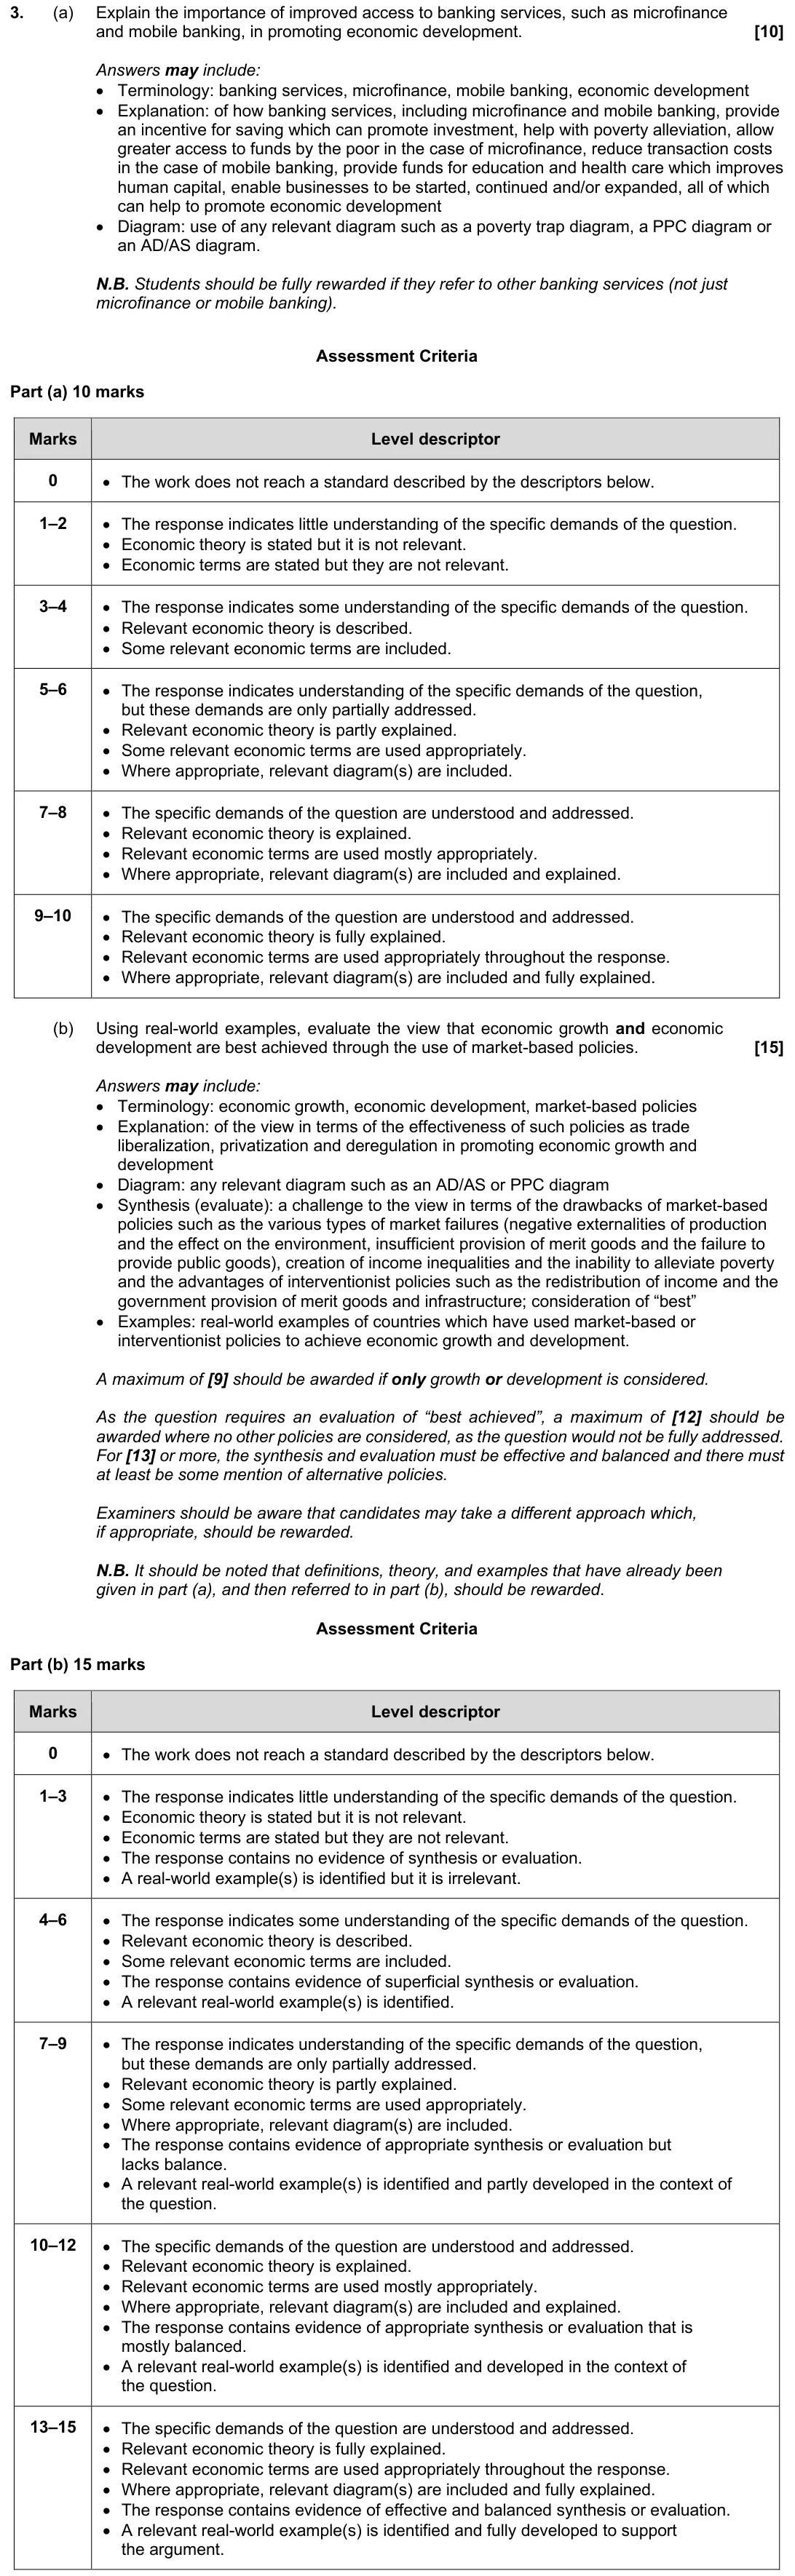 3. (a) Explain the importance of improved access to banking services, such as microfinance
and mobile banking, in promoting economic development. [10]
Answers may include:
• Terminology: banking services, microfinance, mobile banking, economic development
• Explanation: of how banking services, including microfinance and mobile banking, provide
an incentive for saving which can promote investment, help with poverty alleviation, allow
greater access to funds by the poor in the case of microfinance, reduce transaction costs
in the case of mobile banking, provide funds for education and health care which improves
human capital, enable businesses to be started, continued and/or expanded, all of which
can help to promote economic development
• Diagram: use of any relevant diagram such as a poverty trap diagram, a PPC diagram or
an AD/AS diagram.
N.B. Students should be fully rewarded if they refer to other banking services (not just
microfinance or mobile banking).
Assessment Criteria
Part (a) 10 marks
Marks Level descriptor
0 • The work does not reach a standard described by the descriptors below.
1–2 • The response indicates little understanding of the specific demands of the question.
• Economic theory is stated but it is not relevant.
• Economic terms are stated but they are not relevant.
3–4 • The response indicates some understanding of the specific demands of the question.
• Relevant economic theory is described.
• Some relevant economic terms are included.
5–6 • The response indicates understanding of the specific demands of the question,
but these demands are only partially addressed.
• Relevant economic theory is partly explained.
• Some relevant economic terms are used appropriately.
• Where appropriate, relevant diagram(s) are included.
7–8 • The specific demands of the question are understood and addressed.
• Relevant economic theory is explained.
• Relevant economic terms are used mostly appropriately.
• Where appropriate, relevant diagram(s) are included and explained.
9–10 • The specific demands of the question are understood and addressed.
• Relevant economic theory is fully explained.
• Relevant economic terms are used appropriately throughout the response.
• Where appropriate, relevant diagram(s) are included and fully explained.
(b) Using real-world examples, evaluate the view that economic growth and economic
development are best achieved through the use of market-based policies. [15]
Answers may include:
• Terminology: economic growth, economic development, market-based policies
• Explanation: of the view in terms of the effectiveness of such policies as trade
liberalization, privatization and deregulation in promoting economic growth and
development
• Diagram: any relevant diagram such as an AD/AS or PPC diagram
• Synthesis (evaluate): a challenge to the view in terms of the drawbacks of market-based
policies such as the various types of market failures (negative externalities of production
and the effect on the environment, insufficient provision of merit goods and the failure to
provide public goods), creation of income inequalities and the inability to alleviate poverty
and the advantages of interventionist policies such as the redistribution of income and the
government provision of merit goods and infrastructure; consideration of “best”
• Examples: real-world examples of countries which have used market-based or
interventionist policies to achieve economic growth and development.
A maximum of [9] should be awarded if only growth or development is considered.
As the question requires an evaluation of “best achieved”, a maximum of [12] should be
awarded where no other policies are considered, as the question would not be fully addressed.
For [13] or more, the synthesis and evaluation must be effective and balanced and there must
at least be some mention of alternative policies.
Examiners should be aware that candidates may take a different approach which,
if appropriate, should be rewarded.
N.B. It should be noted that definitions, theory, and examples that have already been
given in part (a), and then referred to in part (b), should be rewarded.
Assessment Criteria
Part (b) 15 marks
Marks Level descriptor
0 • The work does not reach a standard described by the descriptors below.
1–3 • The response indicates little understanding of the specific demands of the question.
• Economic theory is stated but it is not relevant.
• Economic terms are stated but they are not relevant.
• The response contains no evidence of synthesis or evaluation.
• A real-world example(s) is identified but it is irrelevant.
4–6 • The response indicates some understanding of the specific demands of the question.
• Relevant economic theory is described.
• Some relevant economic terms are included.
• The response contains evidence of superficial synthesis or evaluation.
• A relevant real-world example(s) is identified.
7–9 • The response indicates understanding of the specific demands of the question,
but these demands are only partially addressed.
• Relevant economic theory is partly explained.
• Some relevant economic terms are used appropriately.
• Where appropriate, relevant diagram(s) are included.
• The response contains evidence of appropriate synthesis or evaluation but
lacks balance.
• A relevant real-world example(s) is identified and partly developed in the context of
the question.
10–12 • The specific demands of the question are understood and addressed.
• Relevant economic theory is explained.
• Relevant economic terms are used mostly appropriately.
• Where appropriate, relevant diagram(s) are included and explained.
• The response contains evidence of appropriate synthesis or evaluation that is
mostly balanced.
• A relevant real-world example(s) is identified and developed in the context of
the question.
13–15 • The specific demands of the question are understood and addressed.
• Relevant economic theory is fully explained.
• Relevant economic terms are used appropriately throughout the response.
• Where appropriate, relevant diagram(s) are included and fully explained.
• The response contains evidence of effective and balanced synthesis or evaluation.
• A relevant real-world example(s) is identified and fully developed to support
the argument.